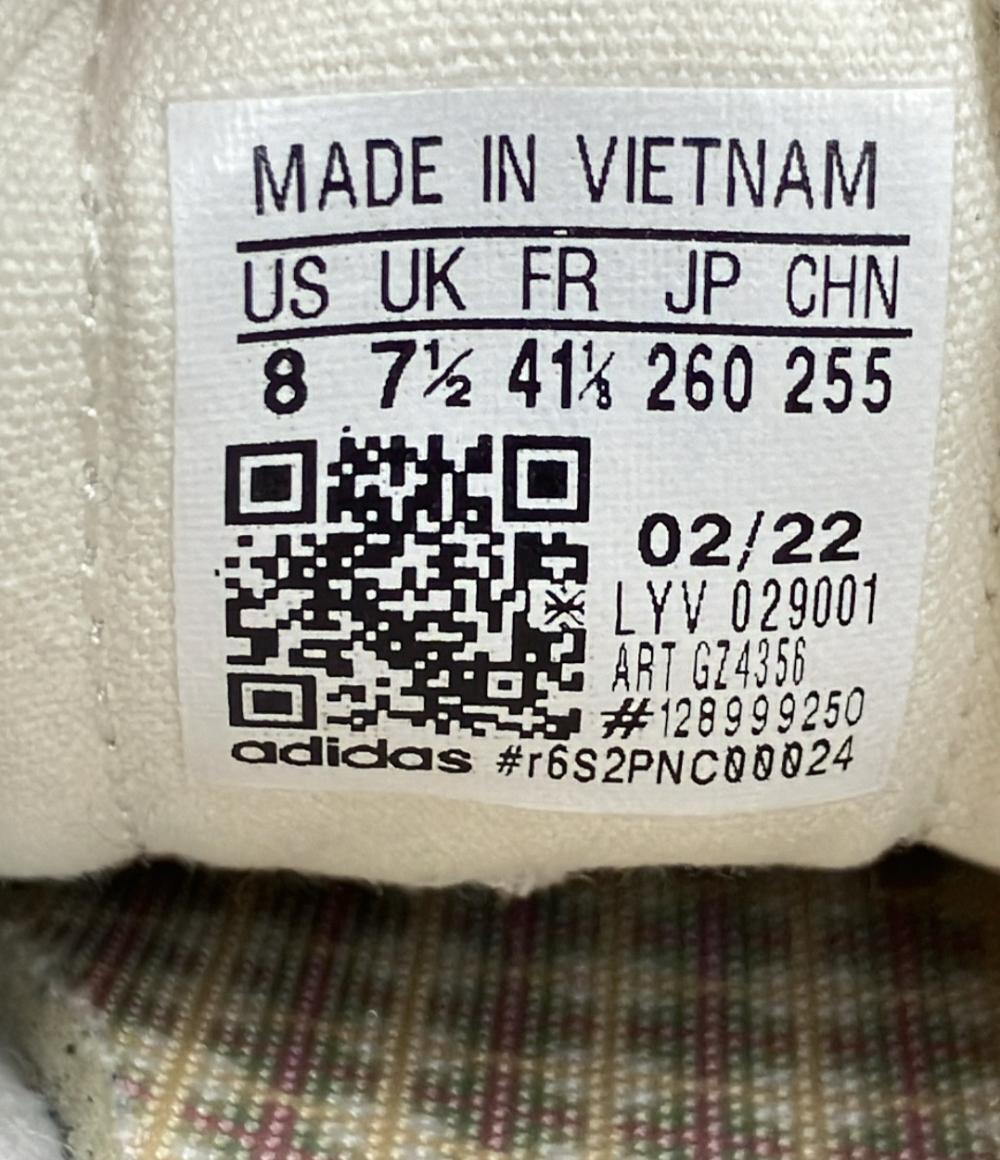 MADE IN VIETNAM
US UK FR JP CHN
8 7½ 41⅓ 260 255
02/22
LYV 029001
ART GZ4356
#128999250
adidas #r6S2PNC00024